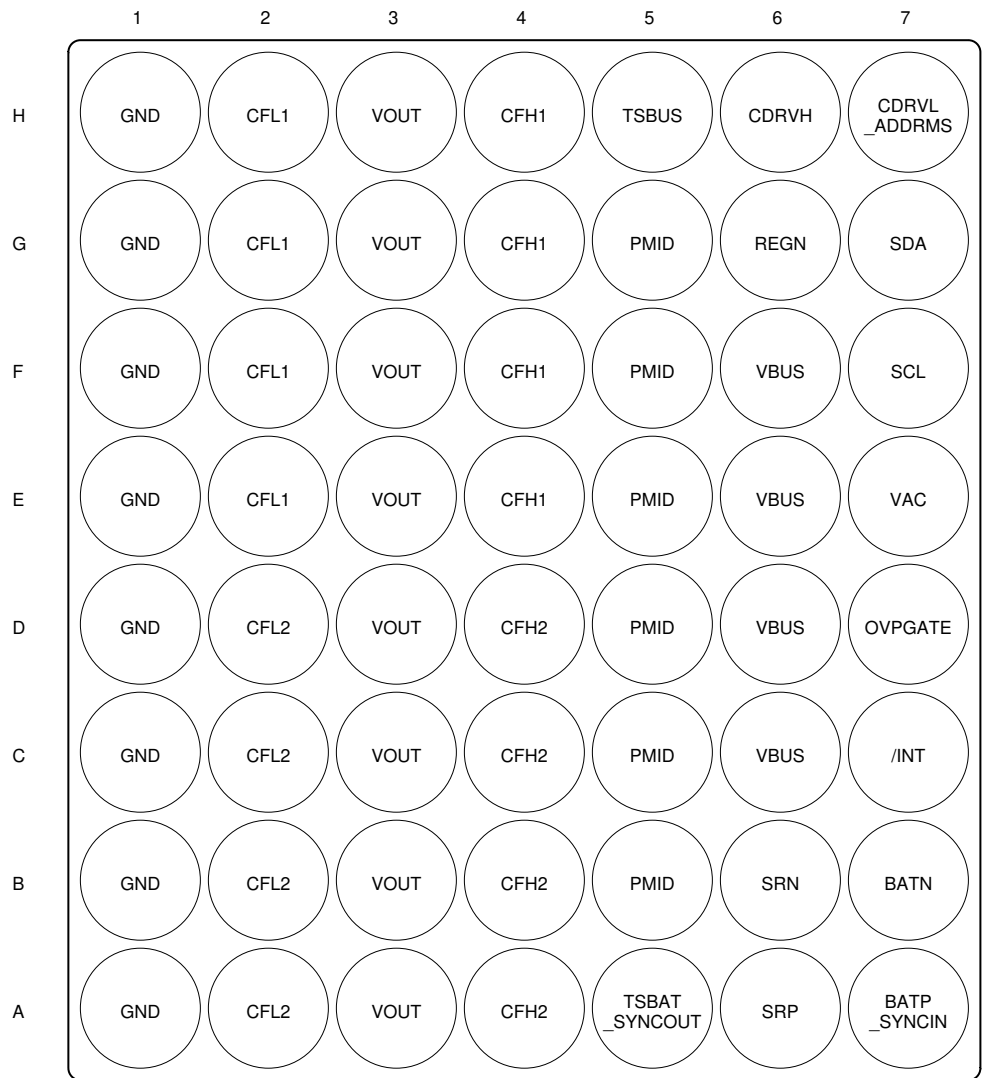 1 2 3 4 5 6 7
H GND CFL1 VOUT CFH1 TSBUS CDRVH CDRVL
_ADDRMS
G GND CFL1 VOUT CFH1 PMID REGN SDA
F GND CFL1 VOUT CFH1 PMID VBUS SCL
E GND CFL1 VOUT CFH1 PMID VBUS VAC
D GND CFL2 VOUT CFH2 PMID VBUS OVPGATE
C GND CFL2 VOUT CFH2 PMID VBUS /INT
B GND CFL2 VOUT CFH2 PMID SRN BATN
A GND CFL2 VOUT CFH2 TSBAT
_SYNCOUT SRP BATP
_SYNCIN